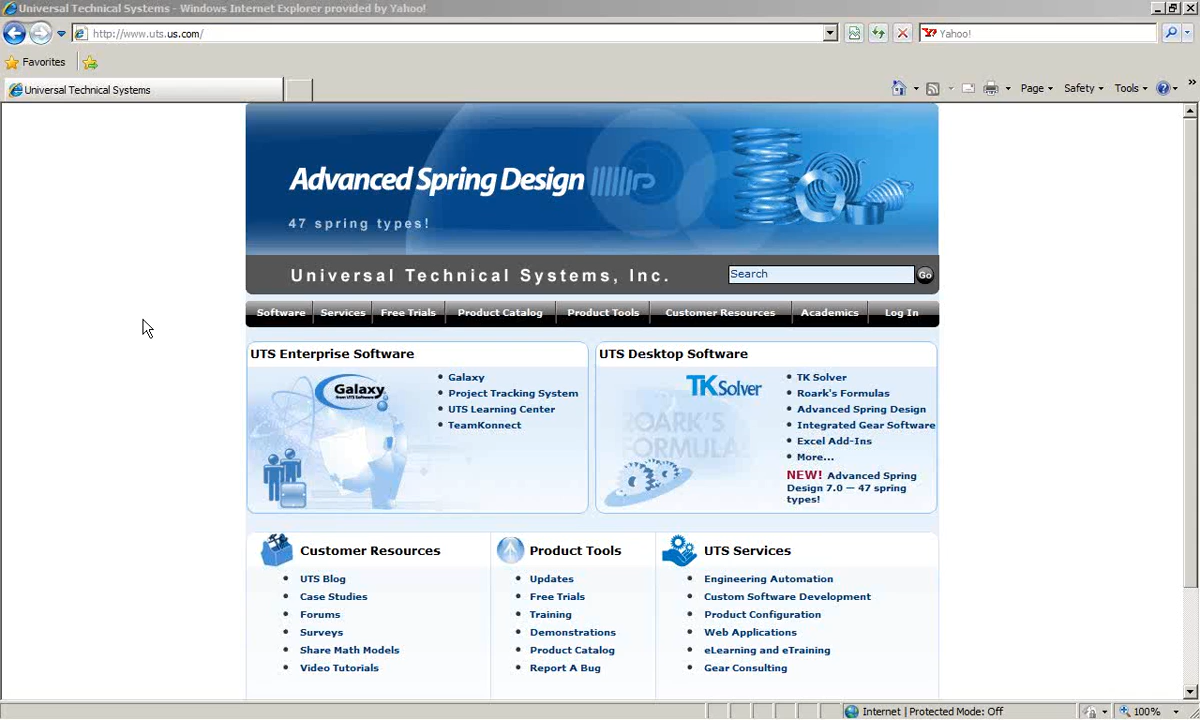 Universal Technical Systems - Windows Internet Explorer provided by Yahoo!
http://www.uts.us.com/
Yahoo!
Favorites
Universal Technical Systems
Page
Safety
Tools
Advanced Spring Design
47 spring types!
Universal Technical Systems, Inc.
Search
Go
Software Services Free Trials Product Catalog Product Tools Customer Resources Academics Log In
UTS Enterprise Software
Galaxy
from UTS Software
• Galaxy
• Project Tracking System
• UTS Learning Center
• TeamKonnect
UTS Desktop Software
TK Solver
ROARK'S
FORMULAS
• TK Solver
• Roark's Formulas
• Advanced Spring Design
• Integrated Gear Software
• Excel Add-Ins
• More...
NEW! Advanced Spring
Design 7.0 — 47 spring
types!
Customer Resources
• UTS Blog
• Case Studies
• Forums
• Surveys
• Share Math Models
• Video Tutorials
Product Tools
• Updates
• Free Trials
• Training
• Demonstrations
• Product Catalog
• Report A Bug
UTS Services
• Engineering Automation
• Custom Software Development
• Product Configuration
• Web Applications
• eLearning and eTraining
• Gear Consulting
Internet | Protected Mode: Off
100%